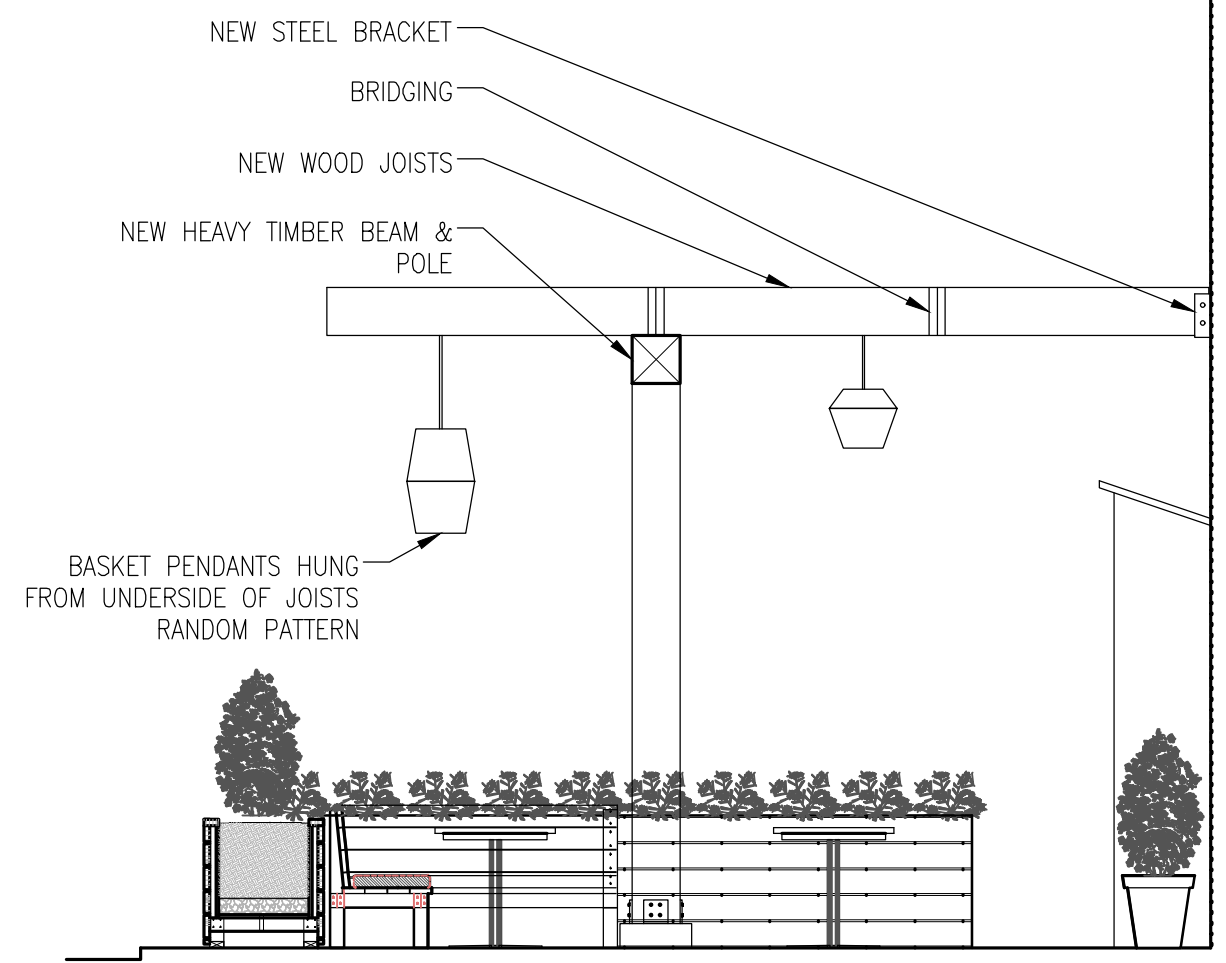 NEW STEEL BRACKET
BRIDGING
NEW WOOD JOISTS
NEW HEAVY TIMBER BEAM &
POLE
BASKET PENDANTS HUNG
FROM UNDERSIDE OF JOISTS
RANDOM PATTERN